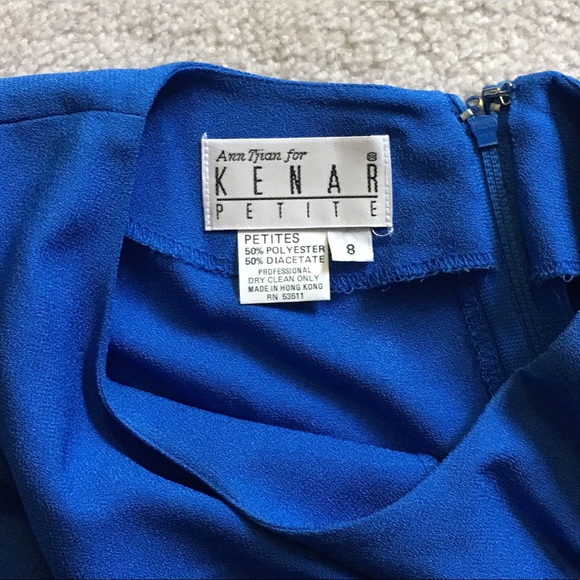 Ann Tjian for
KENAR
®
PETITE
PETITES
50% POLYESTER
50% DIACETATE
PROFESSIONAL
DRY CLEAN ONLY
MADE IN HONG KONG
RN 53511
8